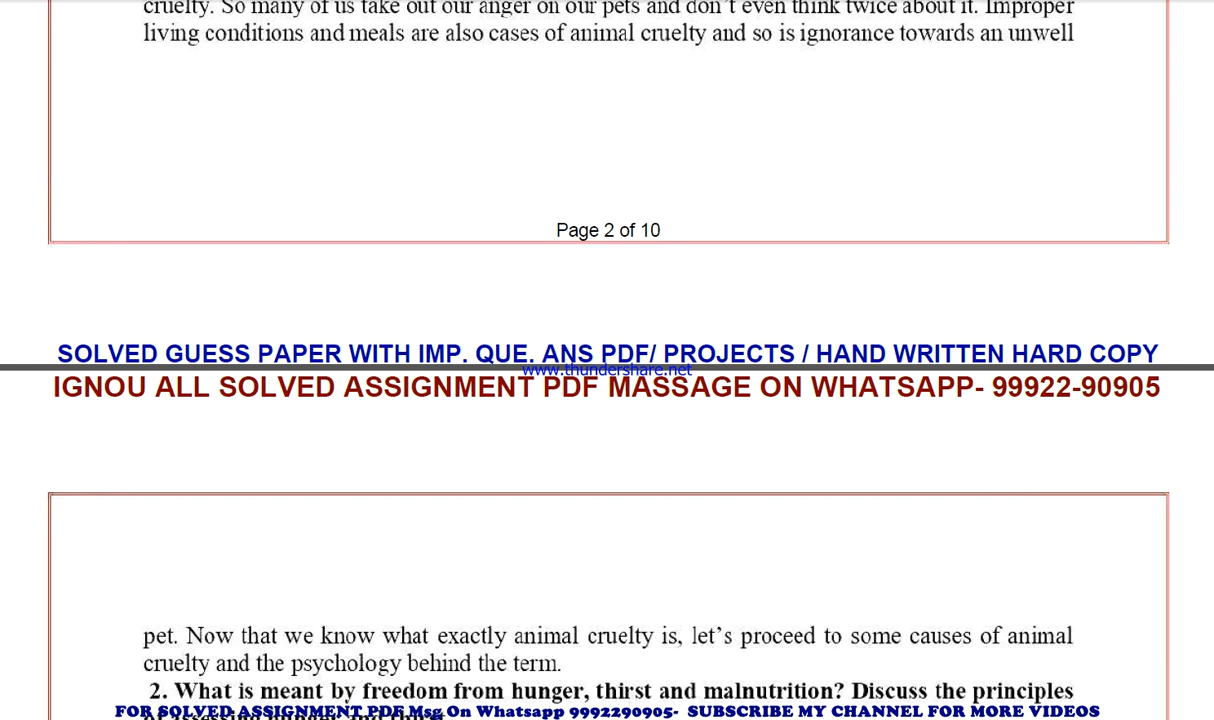 cruelty. So many of us take out our anger on our pets and don't even think twice about it. Improper
living conditions and meals are also cases of animal cruelty and so is ignorance towards an unwell
Page 2 of 10
SOLVED GUESS PAPER WITH IMP. QUE. ANS PDF/ PROJECTS / HAND WRITTEN HARD COPY
www.thundershare.net
IGNOU ALL SOLVED ASSIGNMENT PDF MASSAGE ON WHATSAPP- 99922-90905
pet. Now that we know what exactly animal cruelty is, let’s proceed to some causes of animal
cruelty and the psychology behind the term.
2. What is meant by freedom from hunger, thirst and malnutrition? Discuss the principles
of assessing hunger and thirst.
FOR SOLVED ASSIGNMENT PDF Msg On Whatsapp 9992290905- SUBSCRIBE MY CHANNEL FOR MORE VIDEOS